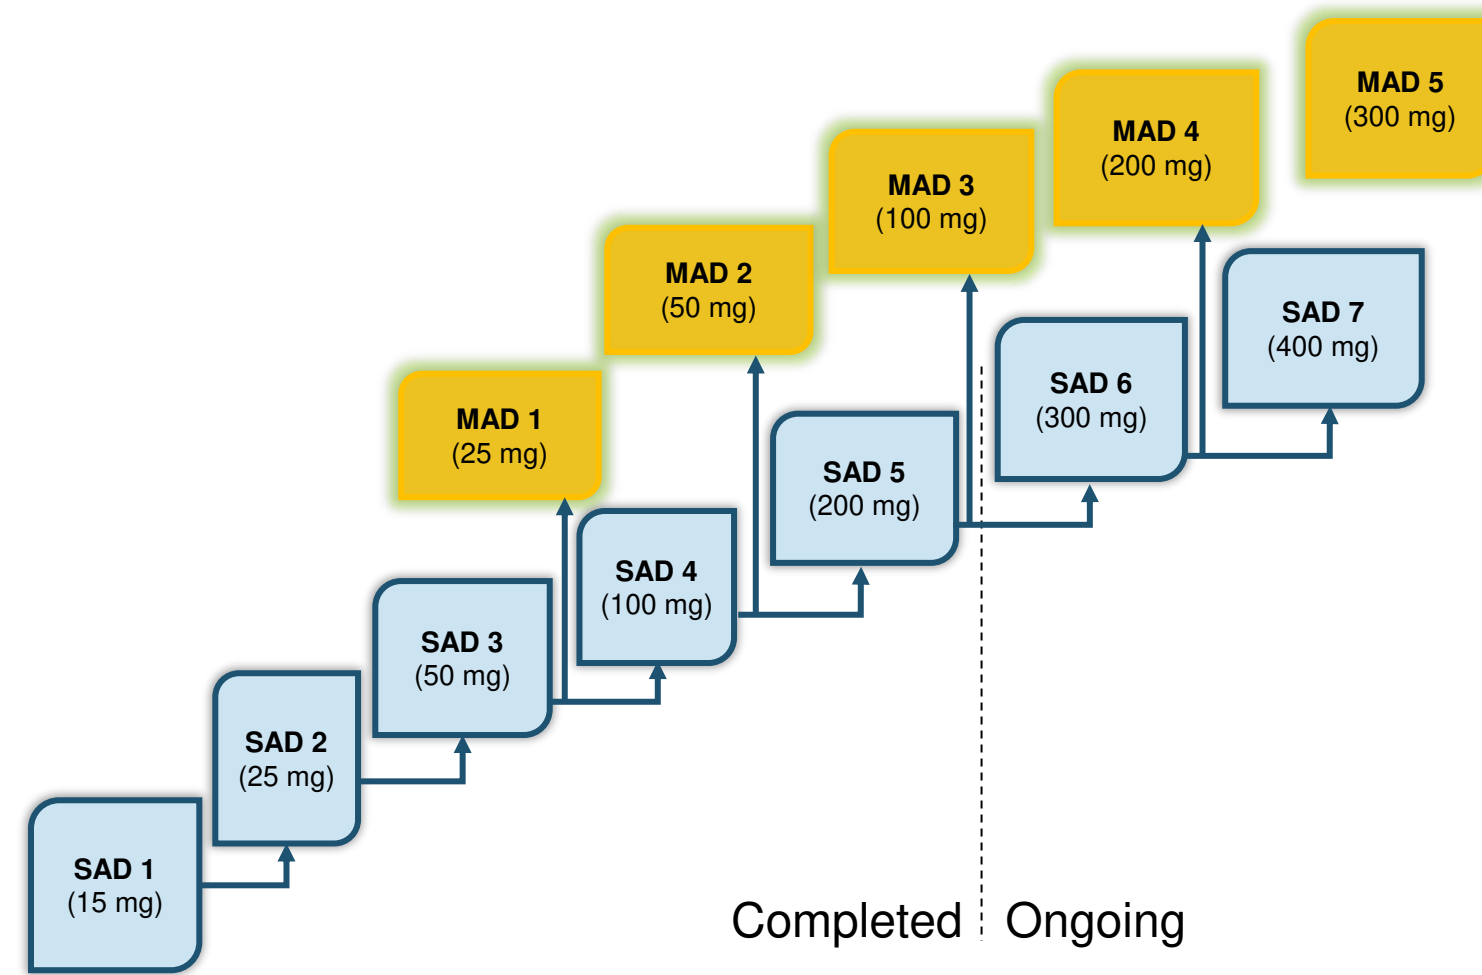 MAD 5
(300 mg)
MAD 4
(200 mg)
MAD 3
(100 mg)
MAD 2
(50 mg)
SAD 7
(400 mg)
SAD 6
(300 mg)
MAD 1
(25 mg)
SAD 5
(200 mg)
SAD 4
(100 mg)
SAD 3
(50 mg)
SAD 2
(25 mg)
SAD 1
(15 mg)
Completed
Ongoing